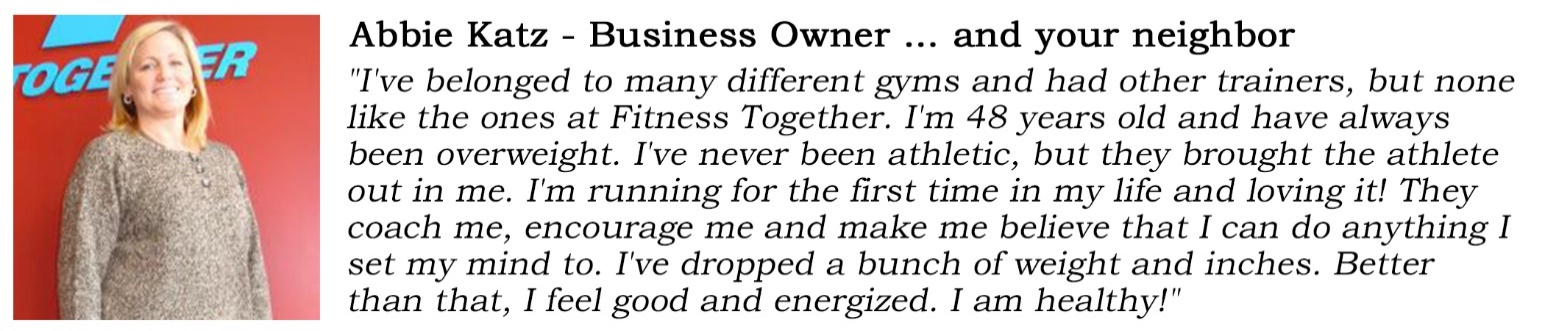 TOGE ER
Abbie Katz - Business Owner ... and your neighbor
"I've belonged to many different gyms and had other trainers, but none
like the ones at Fitness Together. I'm 48 years old and have always
been overweight. I've never been athletic, but they brought the athlete
out in me. I'm running for the first time in my life and loving it! They
coach me, encourage me and make me believe that I can do anything I
set my mind to. I've dropped a bunch of weight and inches. Better
than that, I feel good and energized. I am healthy!"